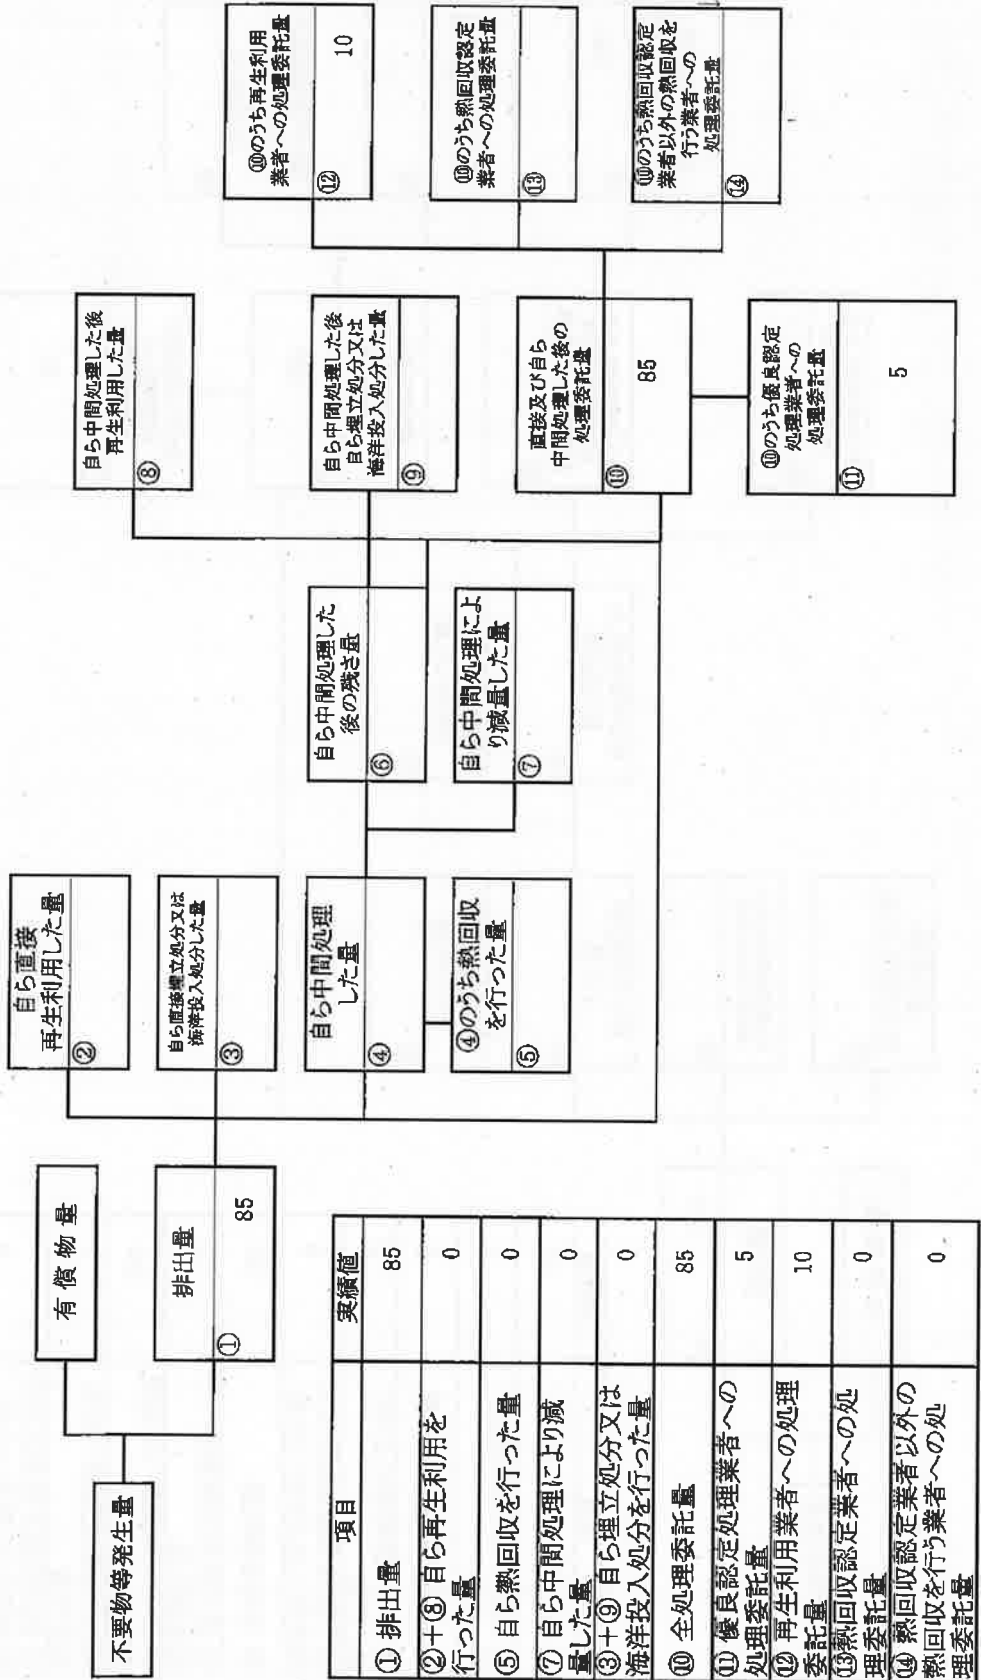 不要物等発生量
有償物量
排出量
① 85
自ら直接
再生利用した量
②
自ら直接埋立処分又は
海洋投入処分した量
③
自ら中間処理
した量
④
④のうち熱回収
を行った量
⑤
自ら中間処理した
後の残さ量
⑥
自ら中間処理によ
り減量した量
⑦
自ら中間処理した後
再生利用した量
⑧
自ら中間処理した後
自ら埋立処分又は
海洋投入処分した量
⑨
直接及び自ら
中間処理した後の
処理委託量
⑩ 85
⑩のうち優良認定
処理業者への
処理委託量
⑪ 5
⑩のうち再生利用
業者への処理委託量
⑫ 10
⑩のうち熱回収認定
業者への処理委託量
⑬
⑩のうち熱回収認定
業者以外の熱回収を
行う業者への
処理委託量
⑭
項目 実績値
① 排出量 85
②+⑧ 自ら再生利用を
行った量 0
⑤ 自ら熱回収を行った量 0
⑦ 自ら中間処理により減
量した量 0
③+⑨ 自ら埋立処分又は
海洋投入処分を行った量 0
⑩ 全処理委託量 85
⑪ 優良認定処理業者への
処理委託量 5
⑫ 再生利用業者への処理
委託量 10
⑬熱回収認定業者への処
理委託量 0
⑭ 熱回収認定業者以外の
熱回収を行う業者への処
理委託量 0